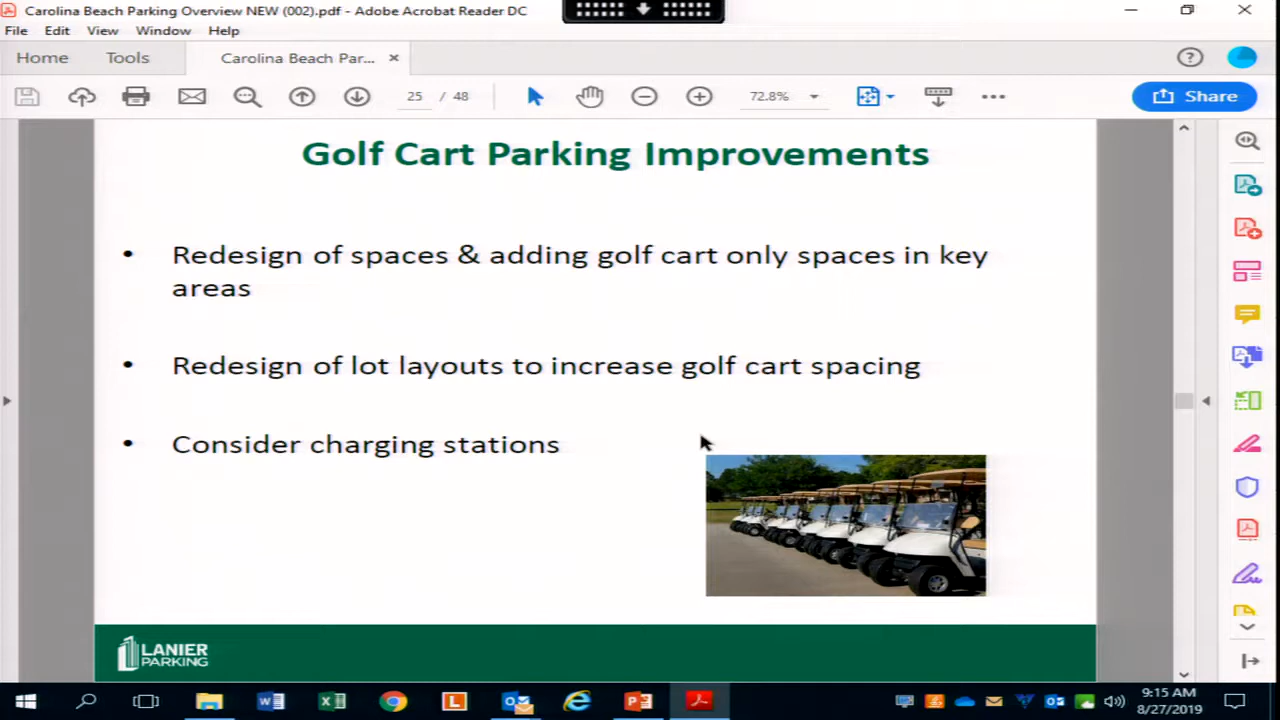 Carolina Beach Parking Overview NEW (002).pdf - Adobe Acrobat Reader DC
File Edit View Window Help
Home Tools Carolina Beach Par... ×
25 / 48 72.8% Share
Golf Cart Parking Improvements
• Redesign of spaces & adding golf cart only spaces in key
areas
• Redesign of lot layouts to increase golf cart spacing
• Consider charging stations
LANIER
PARKING
9:15 AM
8/27/2019